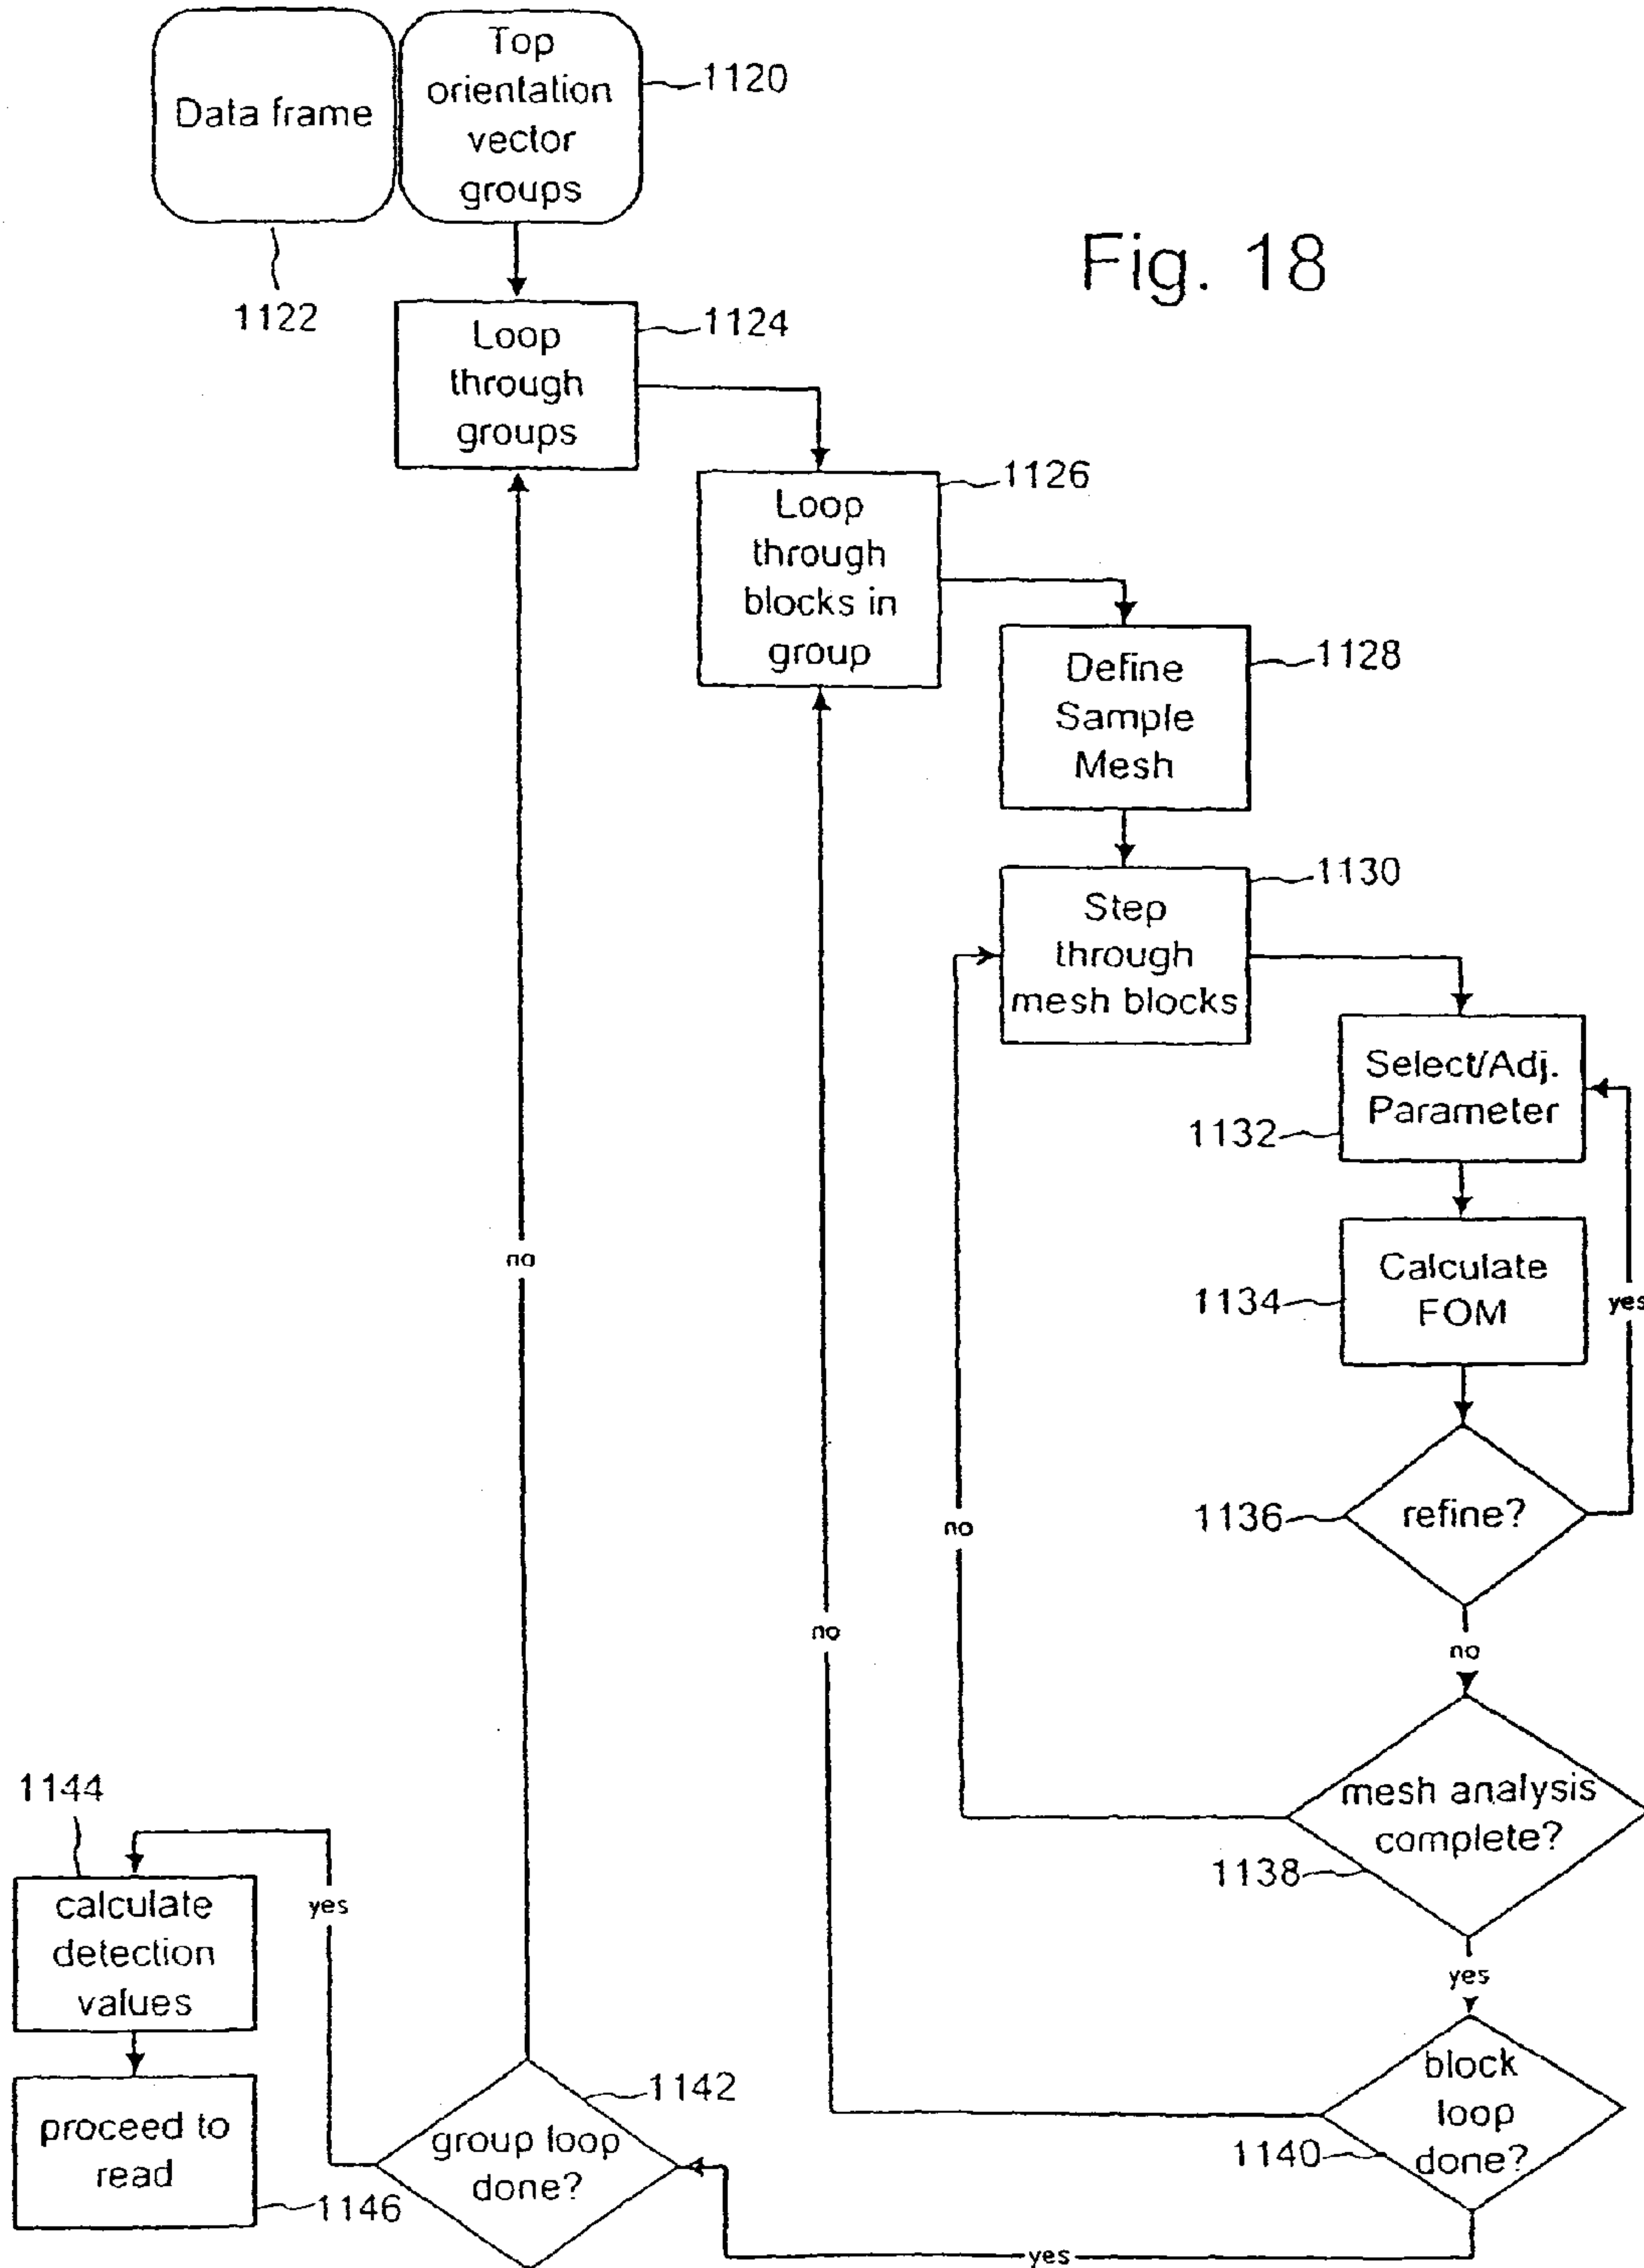 Data frame
Top
orientation
vector
groups
1120
1122
Fig. 18
Loop
through
groups
1124
Loop
through
blocks in
group
1126
Define
Sample
Mesh
1128
Step
through
mesh blocks
1130
Select/Adj.
Parameter
1132
Calculate
FOM
1134
yes
refine?
1136
no
no
no
no
mesh analysis
complete?
1138
yes
block
loop
done?
1140
yes
group loop
done?
1142
yes
1144
calculate
detection
values
proceed to
read
1146